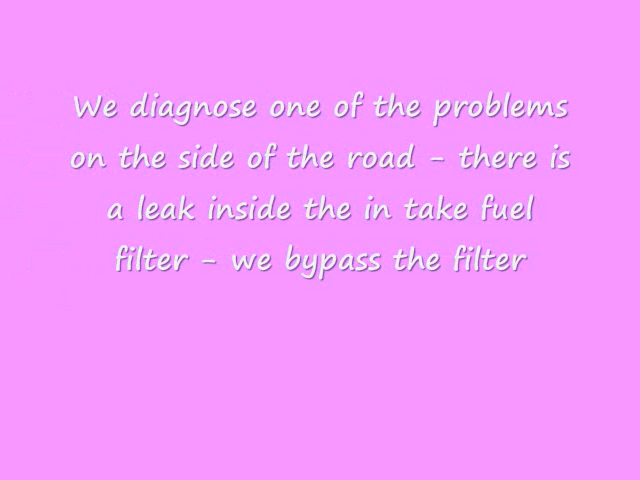 We diagnose one of the problems
on the side of the road - there is
a leak inside the in take fuel
filter - we bypass the filter